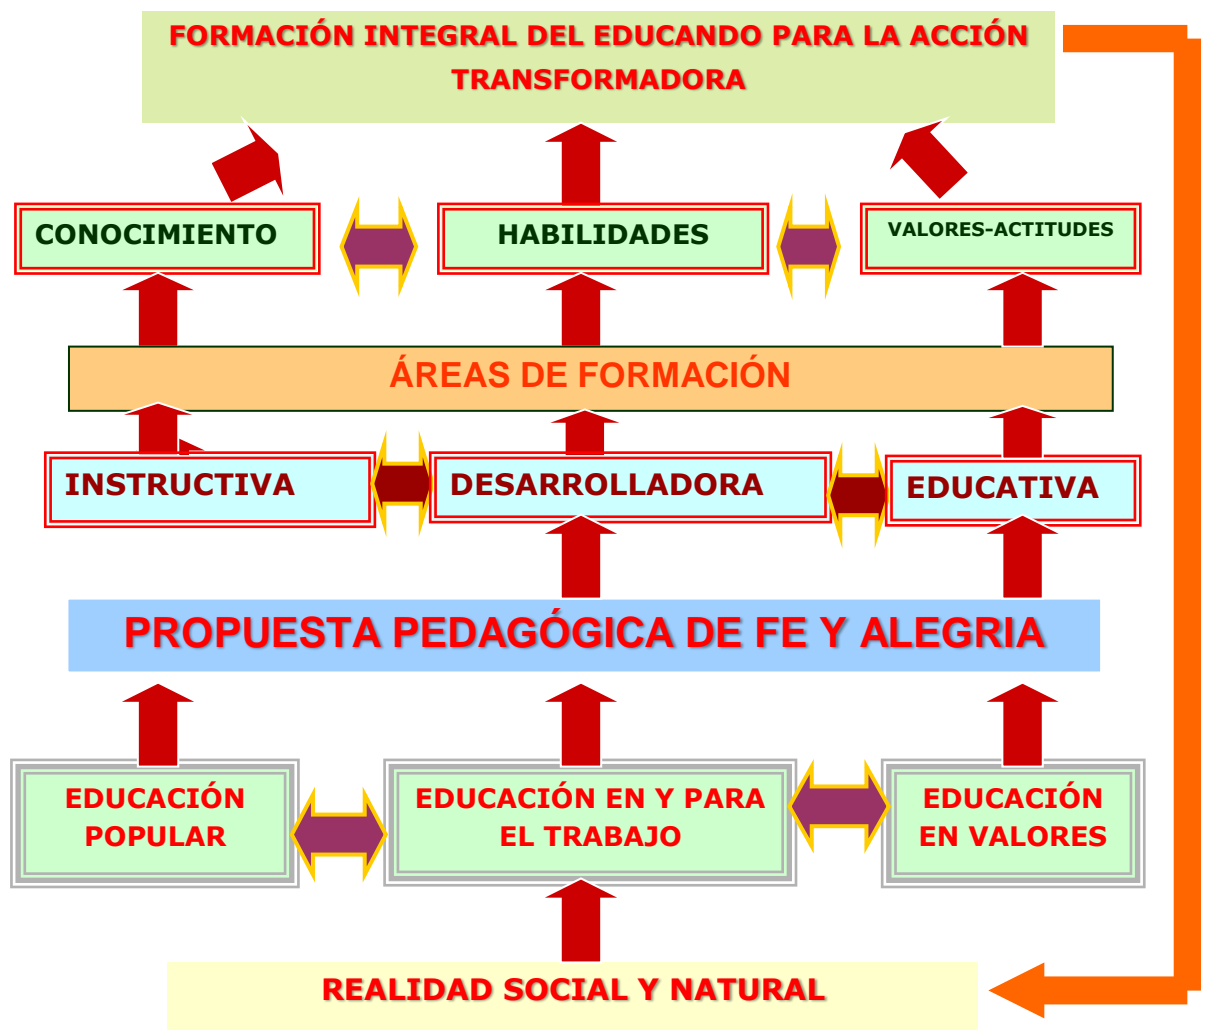 FORMACIÓN INTEGRAL DEL EDUCANDO PARA LA ACCIÓN
TRANSFORMADORA
CONOCIMIENTO
HABILIDADES
VALORES-ACTITUDES
ÁREAS DE FORMACIÓN
INSTRUCTIVA
DESARROLLADORA
EDUCATIVA
PROPUESTA PEDAGÓGICA DE FE Y ALEGRIA
EDUCACIÓN
POPULAR
EDUCACIÓN EN Y PARA
EL TRABAJO
EDUCACIÓN
EN VALORES
REALIDAD SOCIAL Y NATURAL